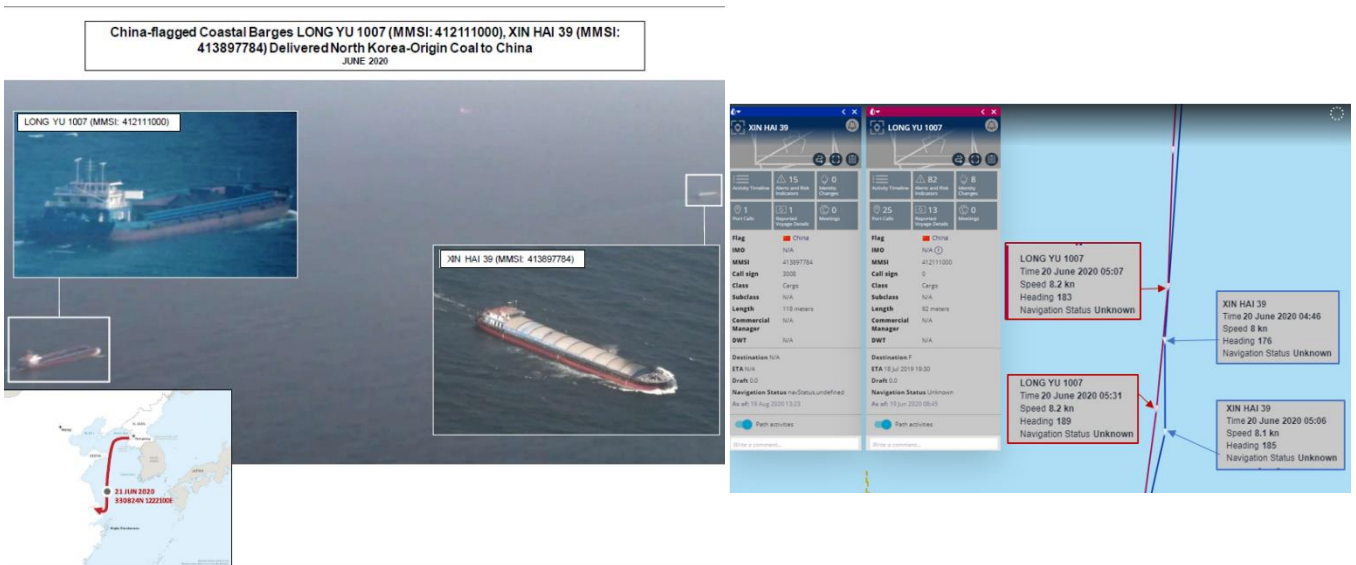 China-flagged Coastal Barges LONG YU 1007 (MMSI: 412111000), XIN HAI 39 (MMSI:
413897784) Delivered North Korea-Origin Coal to China
JUNE 2020
LONG YU 1007 (MMSI: 412111000)
XIN HAI 39 (MMSI: 413897784)
21 JUN 2020
330824N 1222100E
XIN HAI 39
Activity Timeline
15
Alerts and Risk
Indicators
0
Identity
Changes
1
Port Calls
1
Reported
Voyage Details
0
Meetings
Flag China
IMO N/A
MMSI 413897784
Call sign 3008
Class Cargo
Subclass N/A
Length 118 meters
Commercial N/A
Manager
DWT N/A
Destination N/A
ETA N/A
Draft 0.0
Navigation Status navStatus.undefined
As of: 19 Aug 2020 13:23
Path activities
Write a comment...
LONG YU 1007
Activity Timeline
82
Alerts and Risk
Indicators
8
Identity
Changes
25
Port Calls
13
Reported
Voyage Details
0
Meetings
Flag China
IMO N/A
MMSI 412111000
Call sign 0
Class Cargo
Subclass N/A
Length 82 meters
Commercial N/A
Manager
DWT N/A
Destination F
ETA 18 Jul 2019 19:30
Draft 0.0
Navigation Status Unknown
Path activities
Write a comment...
LONG YU 1007
Time 20 June 2020 05:07
Speed 8.2 kn
Heading 183
Navigation Status Unknown
XIN HAI 39
Time 20 June 2020 04:46
Speed 8 kn
Heading 176
Navigation Status Unknown
LONG YU 1007
Time 20 June 2020 05:31
Speed 8.2 kn
Heading 189
Navigation Status Unknown
XIN HAI 39
Time 20 June 2020 05:06
Speed 8.1 kn
Heading 185
Navigation Status Unknown